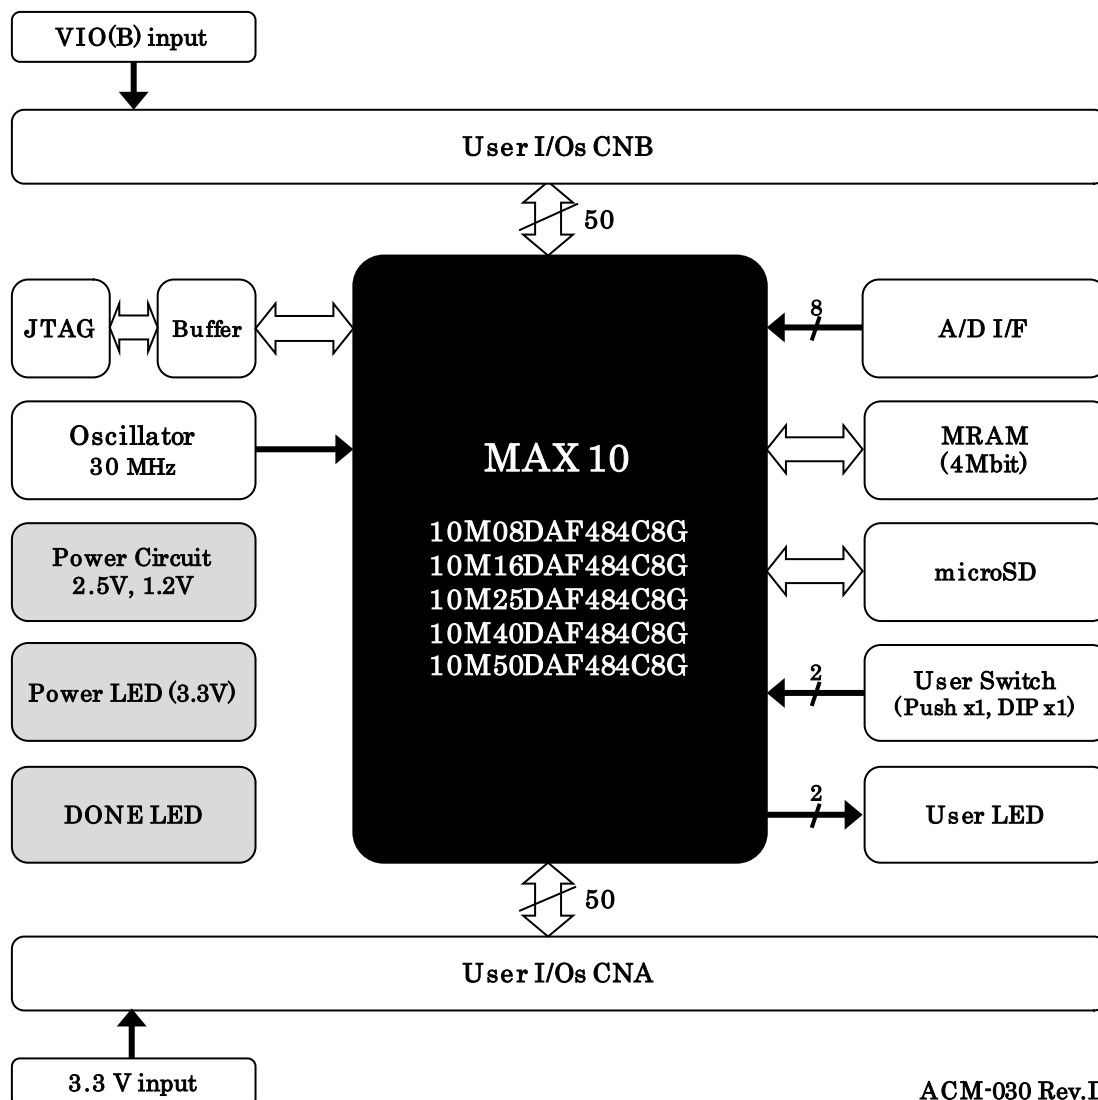 VIO(B) input
User I/Os CNB
50
JTAG
Buffer
8
A/D I/F
Oscillator
30 MHz
MAX 10
MRAM
(4Mbit)
10M08DAF484C8G
10M16DAF484C8G
10M25DAF484C8G
10M40DAF484C8G
10M50DAF484C8G
Power Circuit
2.5V, 1.2V
microSD
Power LED (3.3V)
2
User Switch
(Push x1, DIP x1)
DONE LED
2
User LED
50
User I/Os CNA
3.3 V input
ACM-030